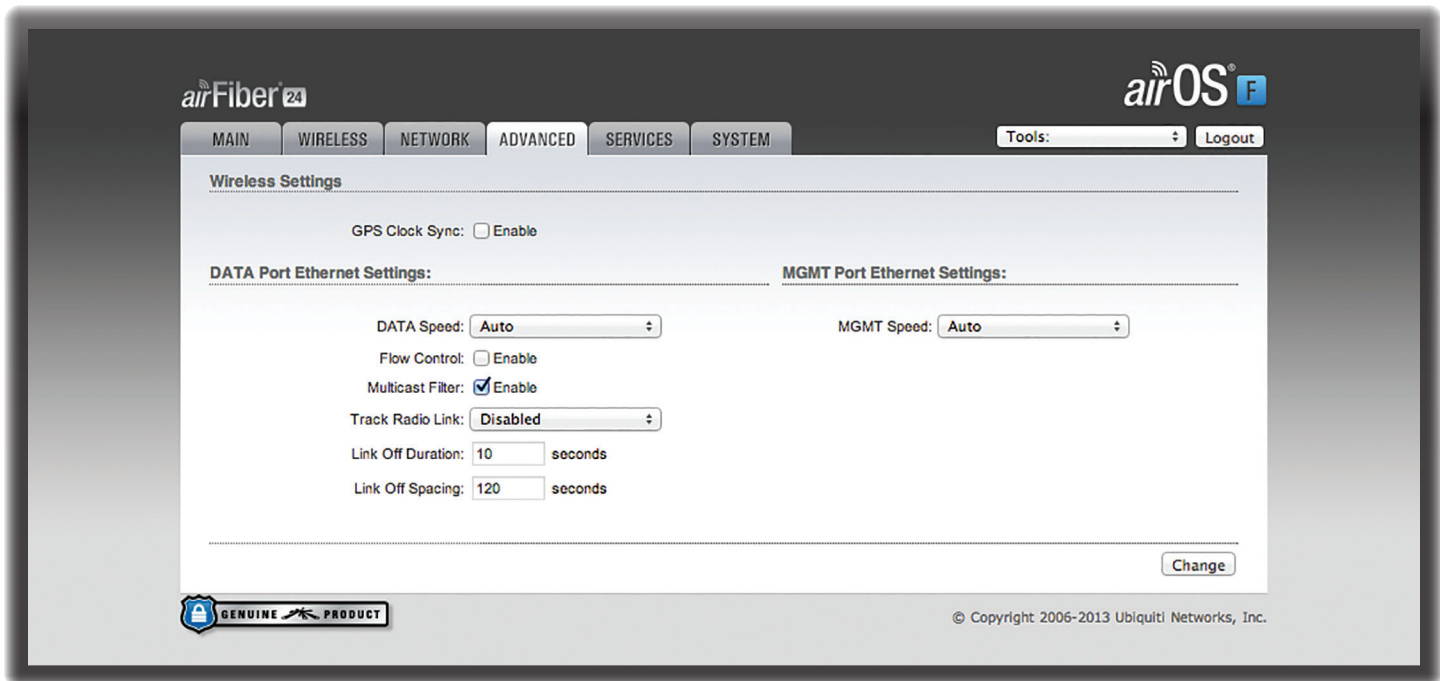 airFiber® 24
airOS® F
MAIN WIRELESS NETWORK ADVANCED SERVICES SYSTEM Tools: Logout
Wireless Settings
GPS Clock Sync: Enable
DATA Port Ethernet Settings: MGMT Port Ethernet Settings:
DATA Speed: Auto MGMT Speed: Auto
Flow Control: Enable
Multicast Filter: Enable
Track Radio Link: Disabled
Link Off Duration: 10 seconds
Link Off Spacing: 120 seconds
Change
GENUINE PRODUCT
© Copyright 2006-2013 Ubiquiti Networks, Inc.